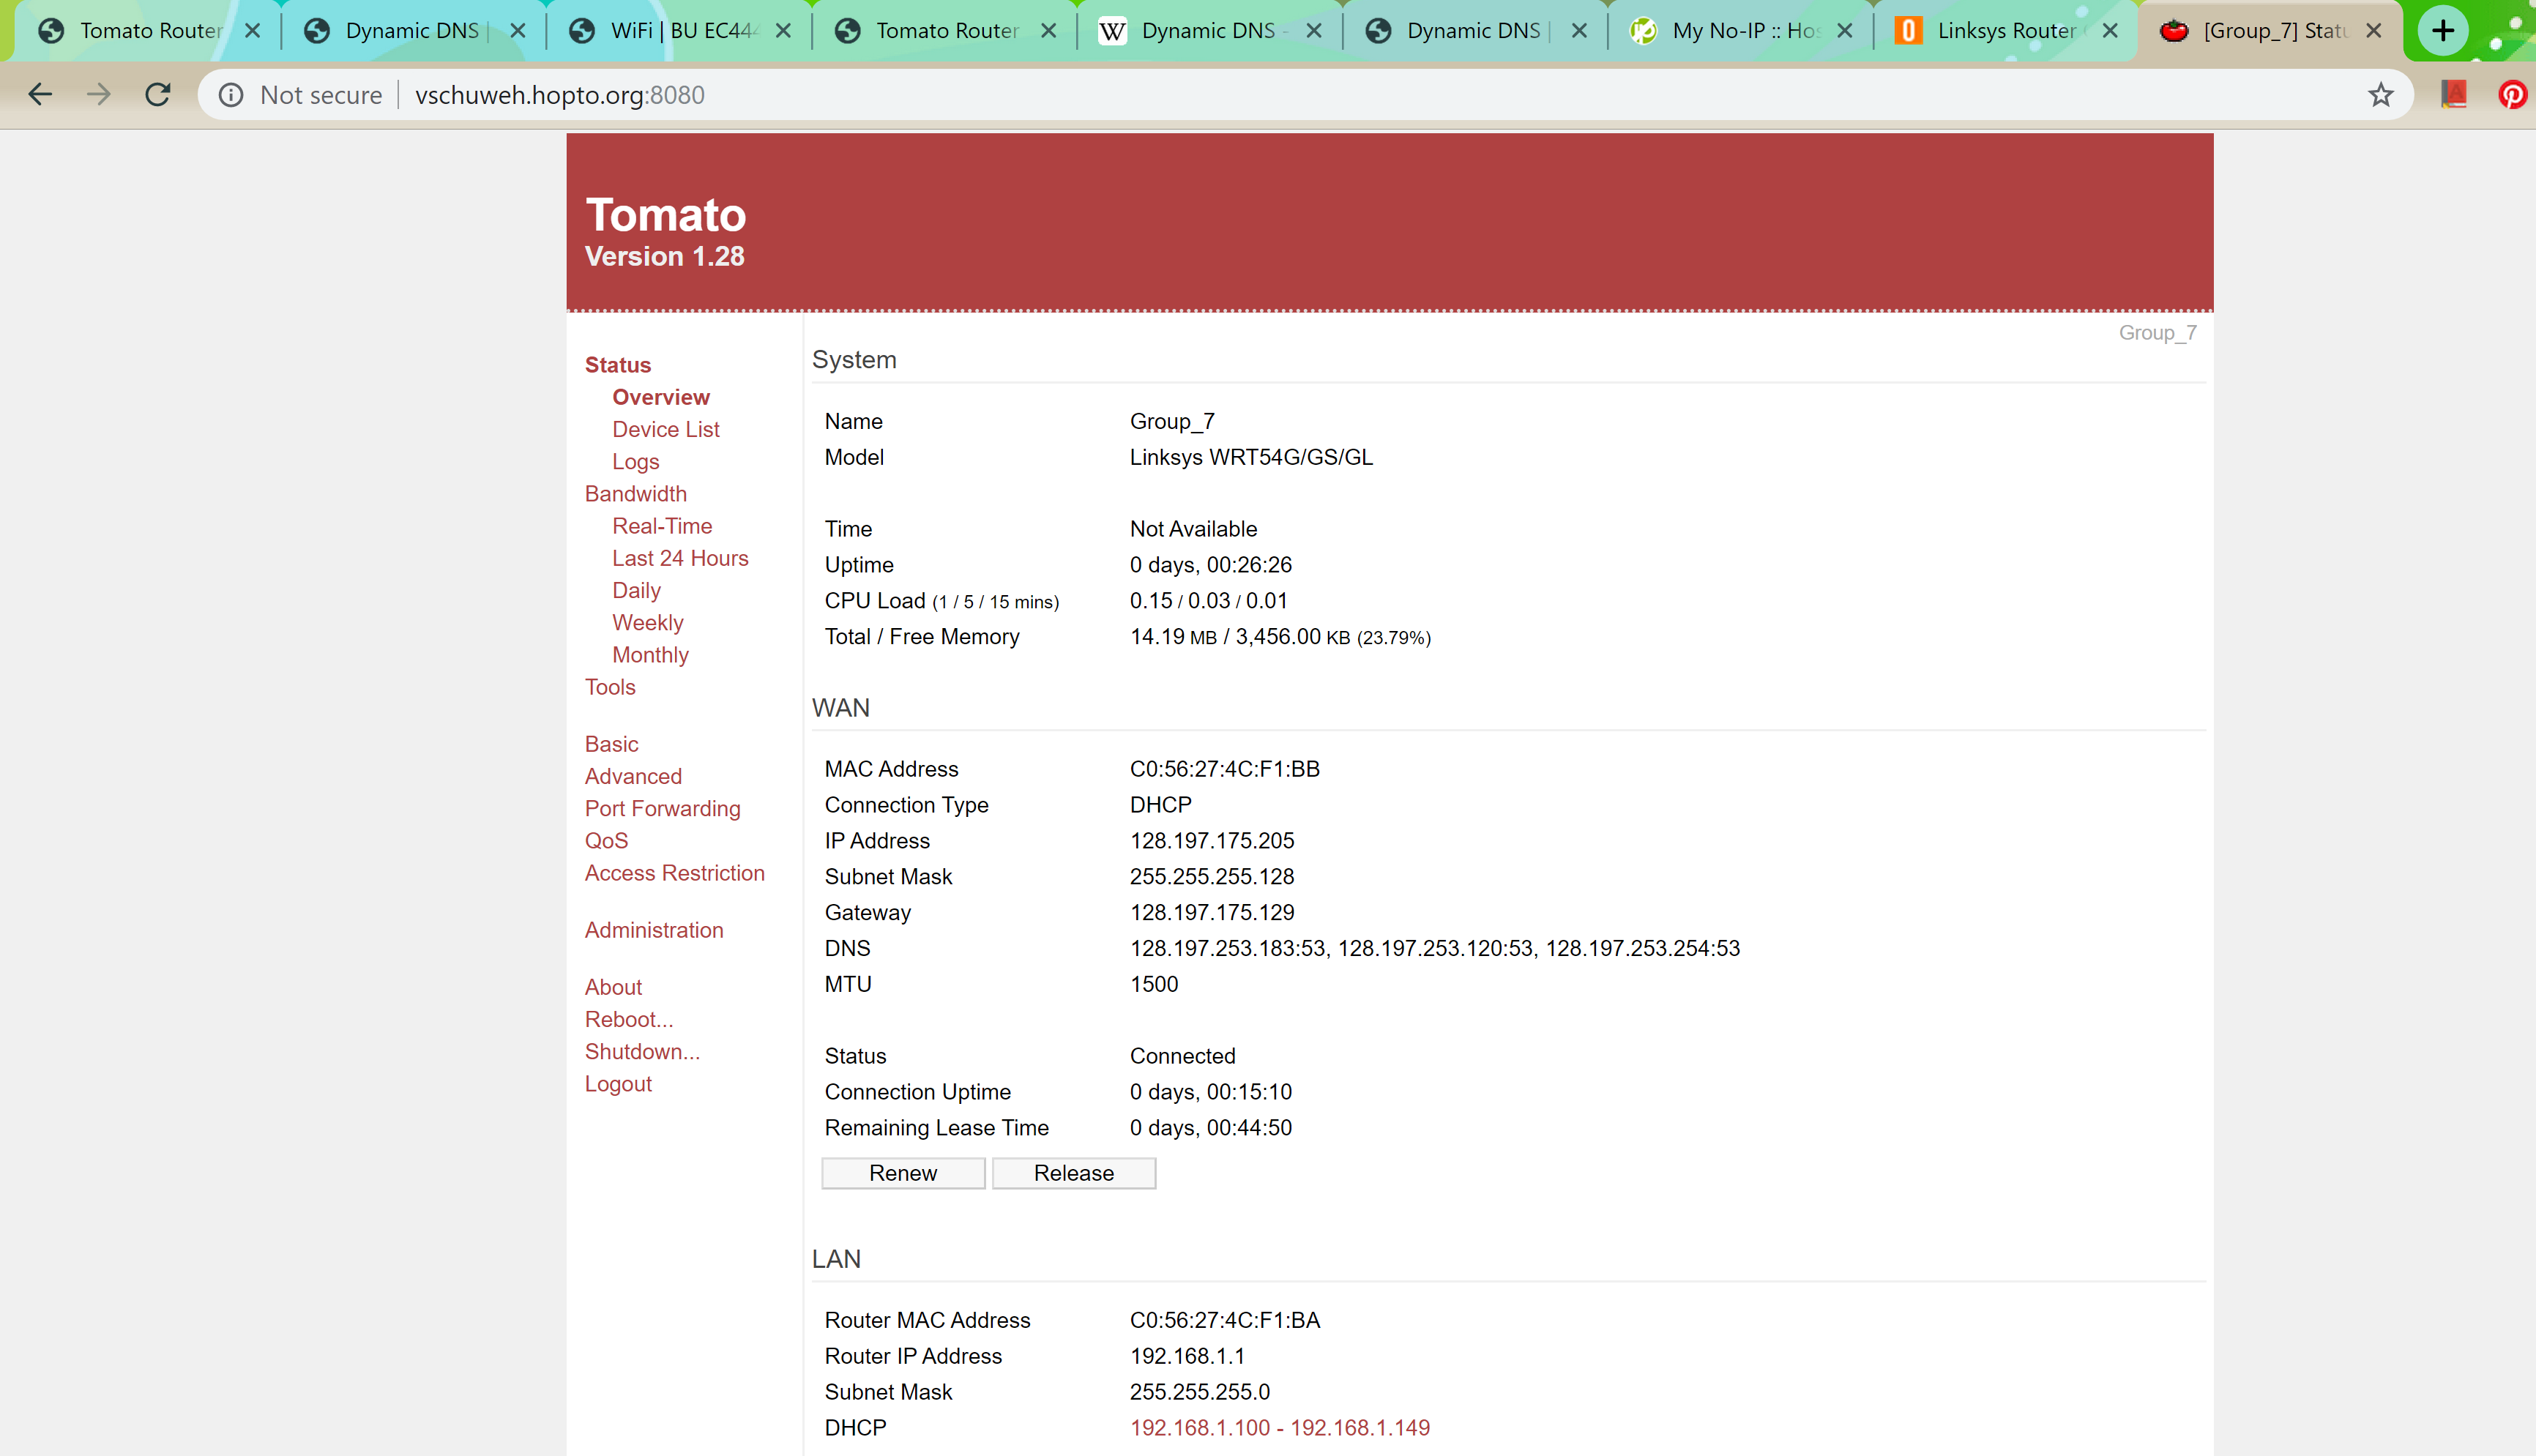 Tomato Router
Dynamic DNS |
WiFi | BU EC444
Tomato Router
W Dynamic DNS -
Dynamic DNS |
My No-IP :: Hos
Linksys Router
[Group_7] Statu
Not secure | vschuweh.hopto.org:8080
Tomato
Version 1.28
Group_7
Status
Overview
Device List
Logs
Bandwidth
Real-Time
Last 24 Hours
Daily
Weekly
Monthly
Tools
Basic
Advanced
Port Forwarding
QoS
Access Restriction
Administration
About
Reboot...
Shutdown...
Logout
System
Name Group_7
Model Linksys WRT54G/GS/GL
Time Not Available
Uptime 0 days, 00:26:26
CPU Load (1 / 5 / 15 mins) 0.15 / 0.03 / 0.01
Total / Free Memory 14.19 MB / 3,456.00 KB (23.79%)
WAN
MAC Address C0:56:27:4C:F1:BB
Connection Type DHCP
IP Address 128.197.175.205
Subnet Mask 255.255.255.128
Gateway 128.197.175.129
DNS 128.197.253.183:53, 128.197.253.120:53, 128.197.253.254:53
MTU 1500
Status Connected
Connection Uptime 0 days, 00:15:10
Remaining Lease Time 0 days, 00:44:50
Renew Release
LAN
Router MAC Address C0:56:27:4C:F1:BA
Router IP Address 192.168.1.1
Subnet Mask 255.255.255.0
DHCP 192.168.1.100 - 192.168.1.149